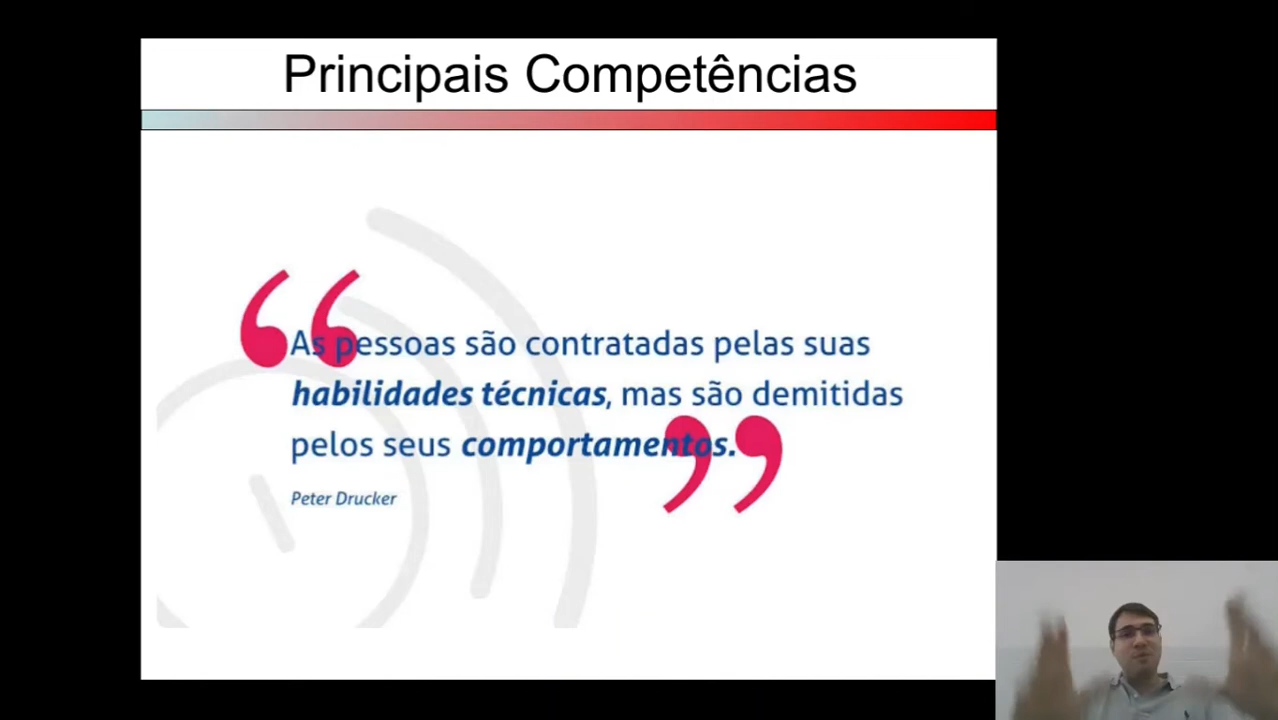 Principais Competências
“As pessoas são contratadas pelas suas
habilidades técnicas, mas são demitidas
pelos seus comportamentos.”
Peter Drucker